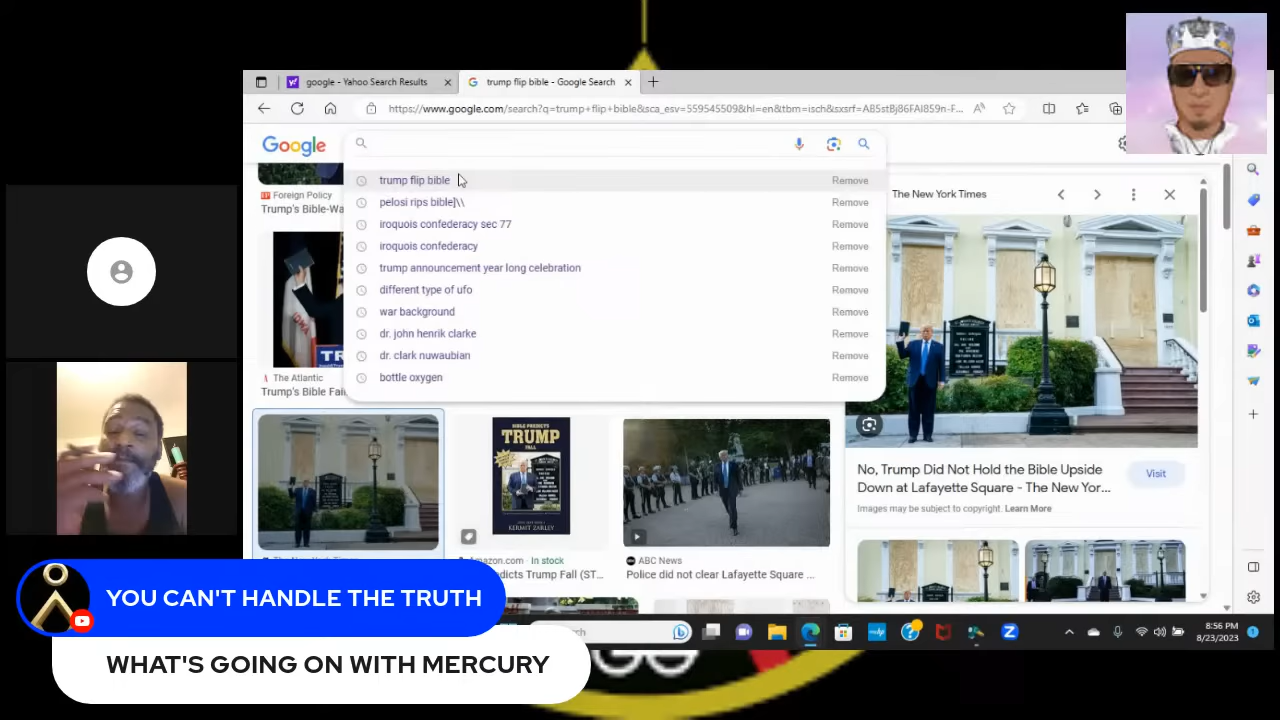 google - Yahoo Search Results
trump flip bible - Google Search
https://www.google.com/search?q=trump+flip+bible&sca_esv=559545509&hl=en&tbm=isch&sxsrf=AB5stBj86FAI859n-F...
Google
trump flip bible
Remove
pelosi rips bible]\\
Remove
iroquois confederacy sec 77
Remove
iroquois confederacy
Remove
trump announcement year long celebration
Remove
different type of ufo
Remove
war background
Remove
dr. john henrik clarke
Remove
dr. clark nuwaubian
Remove
bottle oxygen
Remove
Foreign Policy
Trump's Bible-Wa
The Atlantic
Trump's Bible Fai
TR
The New York Times
No, Trump Did Not Hold the Bible Upside
Down at Lafayette Square - The New Yor...
Visit
Images may be subject to copyright. Learn More
TRUMP
FALL
KERMIT ZARLEY
azon.com · In stock
edicts Trump Fall (ST...
ABC News
Police did not clear Lafayette Square ...
YOU CAN'T HANDLE THE TRUTH
WHAT'S GOING ON WITH MERCURY
8:56 PM
8/23/2023